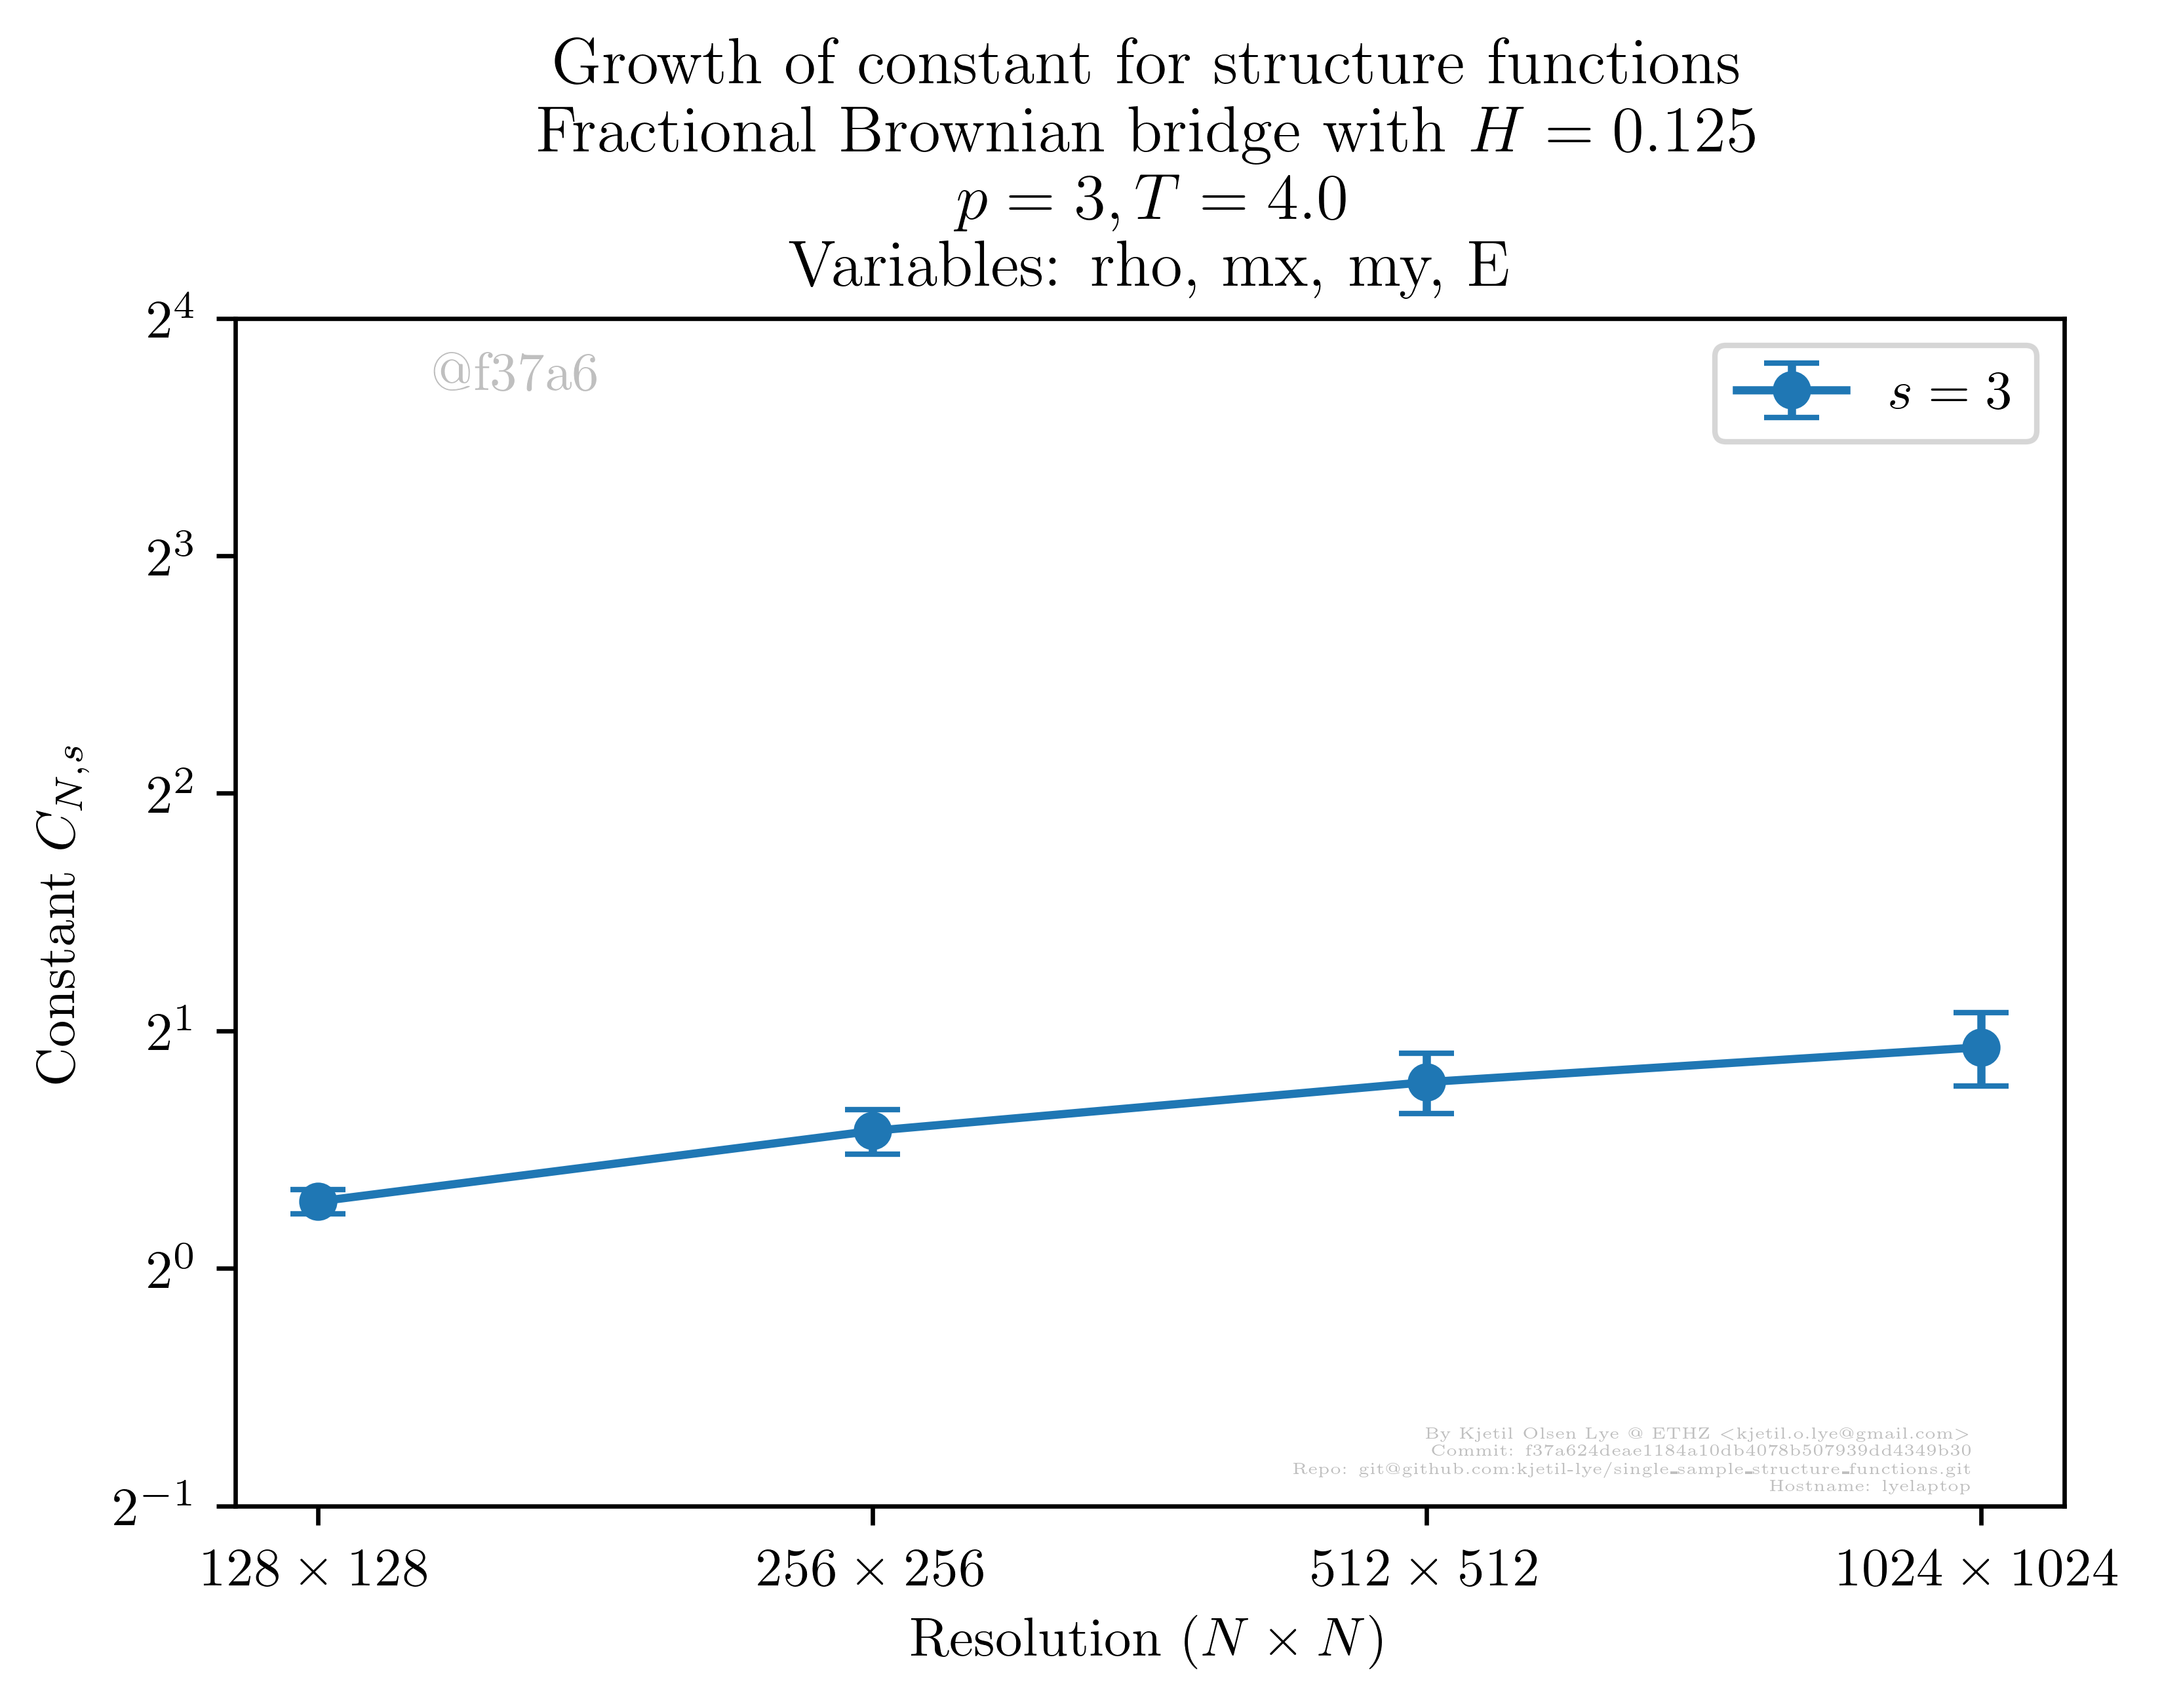 Growth of constant for structure functions
Fractional Brownian bridge with H = 0.125
p = 3, T = 4.0
Variables: rho, mx, my, E
2^4
@f37a6
s = 3
2^3
2^2
Constant C_{N,s}
2^1
2^0
By Kjetil Olsen Lye @ ETHZ <kjetil.o.lye@gmail.com>
Commit: f37a624deae1184a10db4078b507939dd4349b30
Repo: git@github.com:kjetil-lye/single_sample_structure_functions.git
Hostname: lyelaptop
2^{-1}
128 × 128
256 × 256
512 × 512
1024 × 1024
Resolution (N × N)